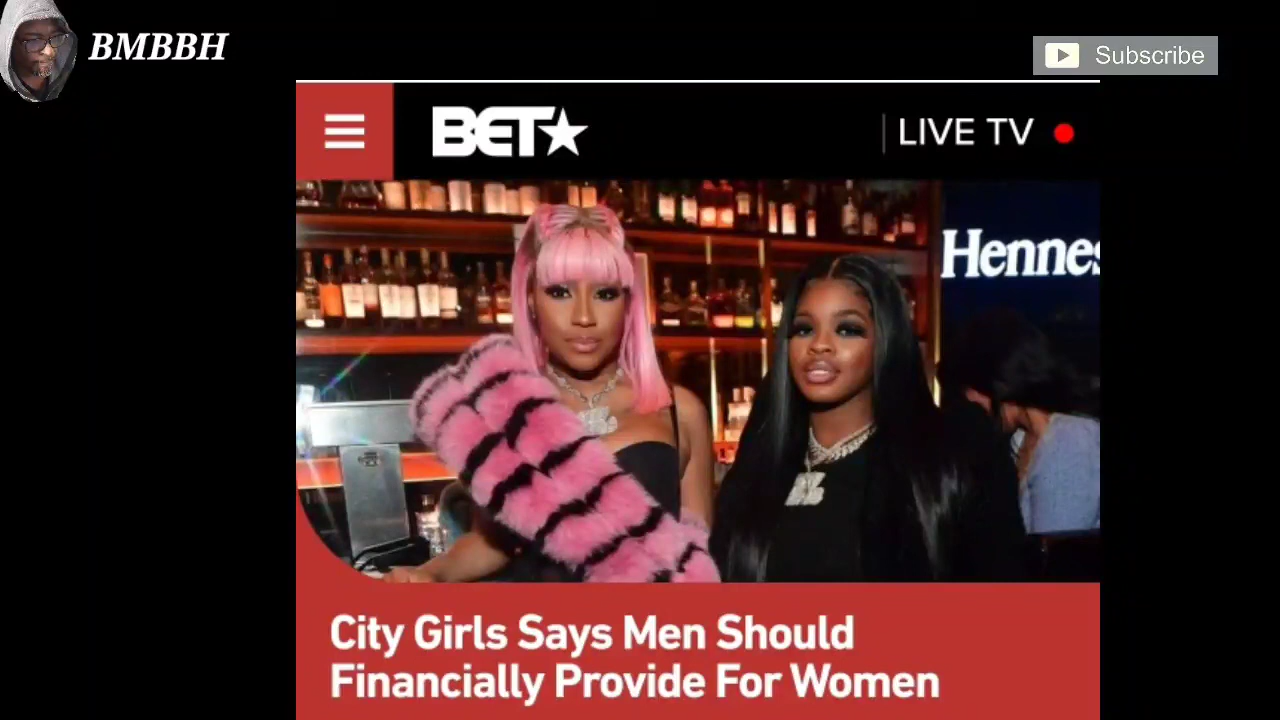 BMBBH
Subscribe
BET
LIVE TV
Hennes
City Girls Says Men Should
Financially Provide For Women